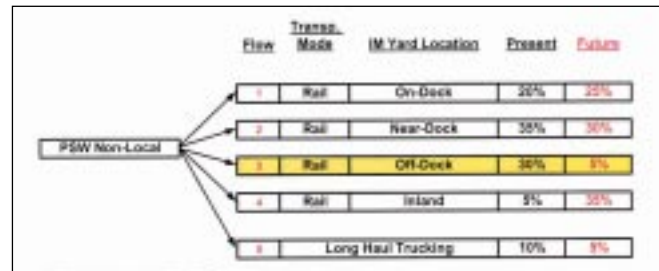 Transp.
Flow Mode IM Yard Location Present Future
1 Rail On-Dock 20% 25%
2 Rail Near-Dock 35% 30%
PSW Non-Local
3 Rail Off-Dock 30% 5%
4 Rail Inland 5% 35%
5 Long Haul Trucking 10% 5%